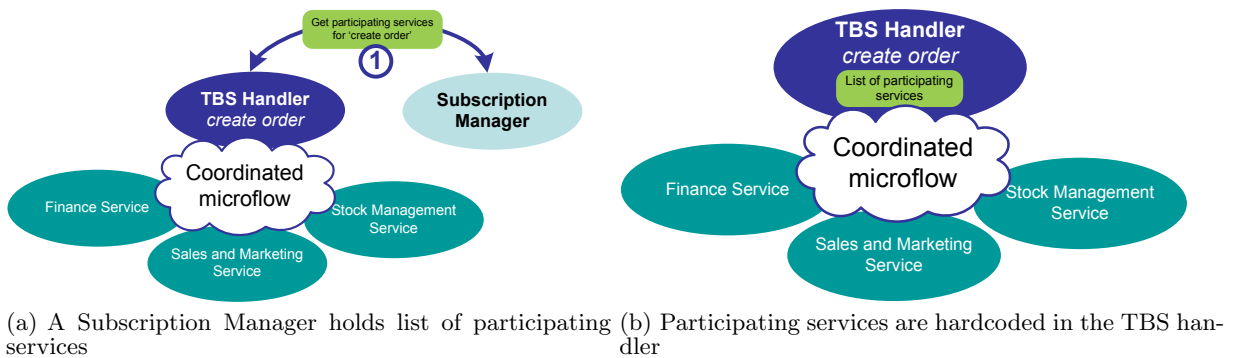 Get participating services
for 'create order'
1
TBS Handler
create order
Subscription
Manager
Coordinated
microflow
Finance Service
Stock Management
Service
Sales and Marketing
Service
(a) A Subscription Manager holds list of participating
services
TBS Handler
create order
List of participating
services
Coordinated
microflow
Finance Service
Stock Management
Service
Sales and Marketing
Service
(b) Participating services are hardcoded in the TBS han-
dler